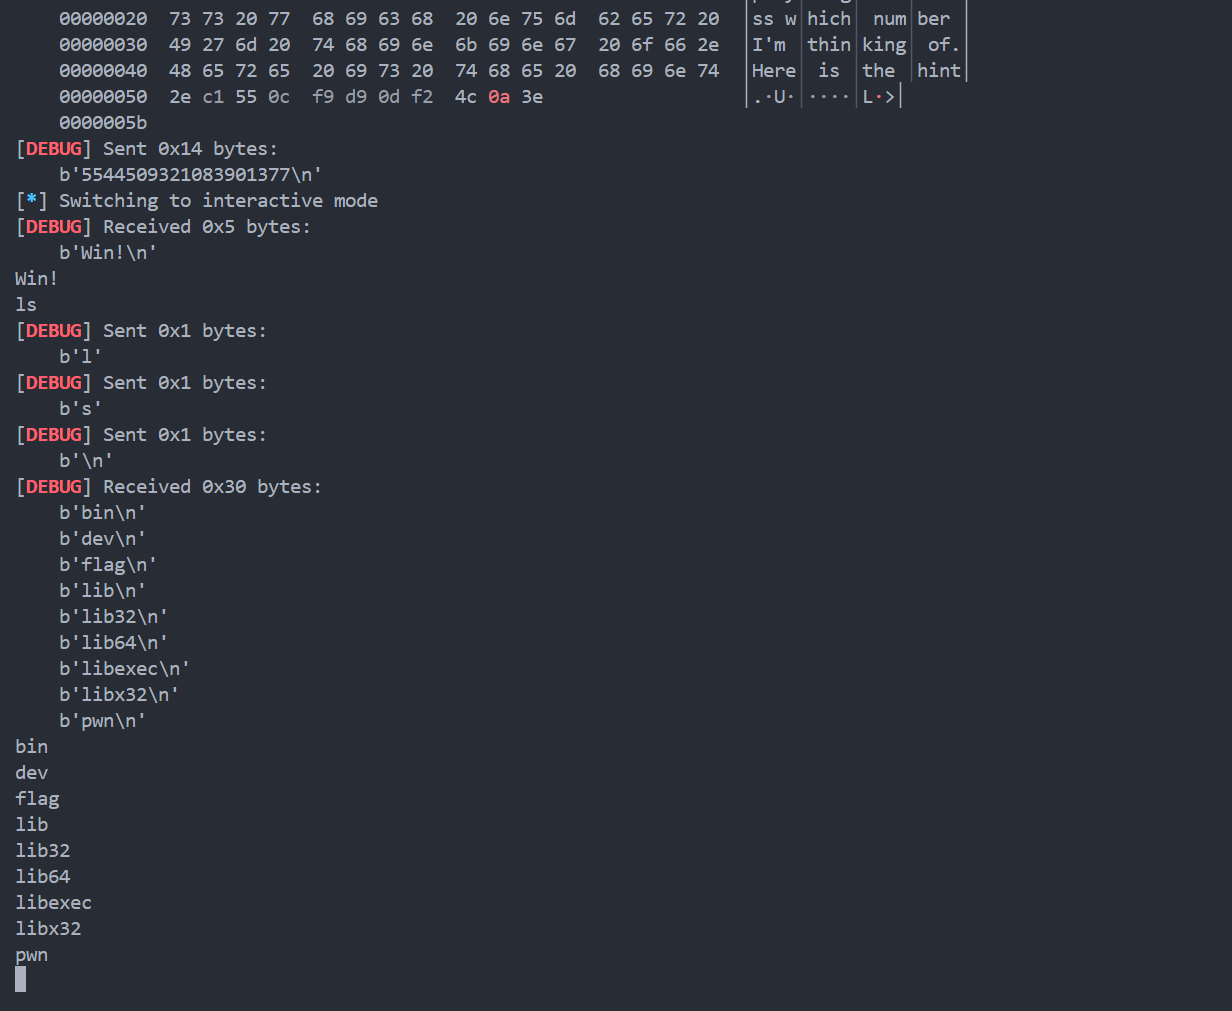 00000020  73 73 20 77  68 69 63 68  20 6e 75 6d  62 65 72 20  │ss w│hich│ num│ber │
00000030  49 27 6d 20  74 68 69 6e  6b 69 6e 67  20 6f 66 2e  │I'm │thin│king│ of.│
00000040  48 65 72 65  20 69 73 20  74 68 65 20  68 69 6e 74  │Here│ is │the │hint│
00000050  2e c1 55 0c  f9 d9 0d f2  4c 0a 3e  │.·U·│····│L·>│
0000005b
[DEBUG] Sent 0x14 bytes:
b'5544509321083901377\n'
[*] Switching to interactive mode
[DEBUG] Received 0x5 bytes:
b'Win!\n'
Win!
ls
[DEBUG] Sent 0x1 bytes:
b'l'
[DEBUG] Sent 0x1 bytes:
b's'
[DEBUG] Sent 0x1 bytes:
b'\n'
[DEBUG] Received 0x30 bytes:
b'bin\n'
b'dev\n'
b'flag\n'
b'lib\n'
b'lib32\n'
b'lib64\n'
b'libexec\n'
b'libx32\n'
b'pwn\n'
bin
dev
flag
lib
lib32
lib64
libexec
libx32
pwn